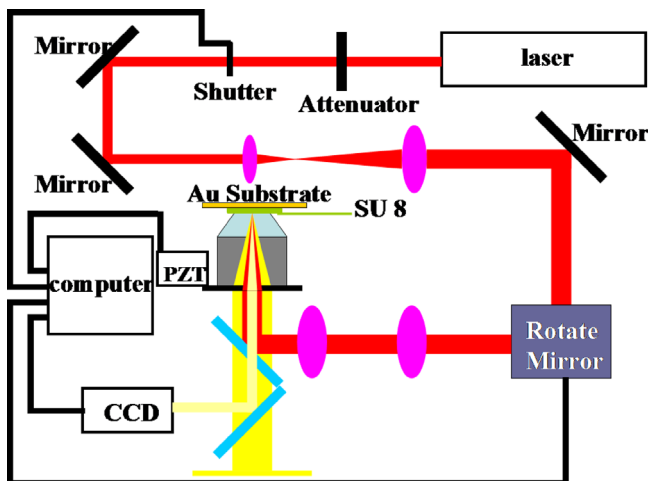 Mirror
laser
Shutter
Attenuator
Mirror
Mirror
Au Substrate
SU 8
computer
PZT
Rotate
Mirror
CCD